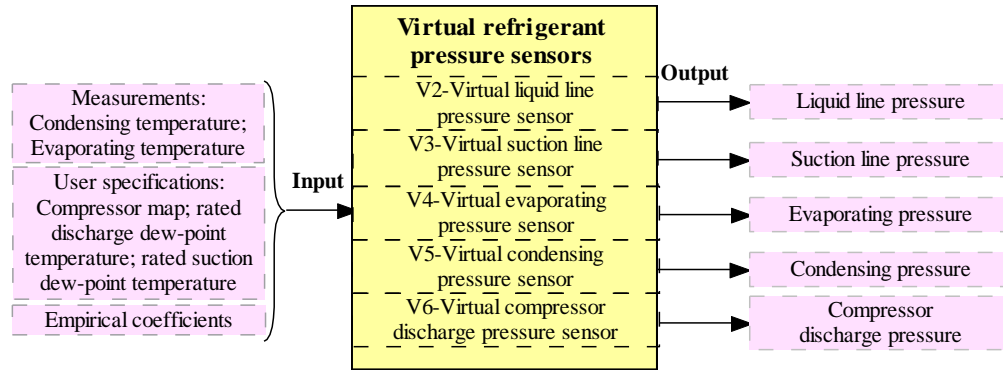 Measurements:
Condensing temperature;
Evaporating temperature
User specifications:
Compressor map; rated
discharge dew-point
temperature; rated suction
dew-point temperature
Empirical coefficients
Input
Virtual refrigerant
pressure sensors
V2-Virtual liquid line
pressure sensor
V3-Virtual suction line
pressure sensor
V4-Virtual evaporating
pressure sensor
V5-Virtual condensing
pressure sensor
V6-Virtual compressor
discharge pressure sensor
Output
Liquid line pressure
Suction line pressure
Evaporating pressure
Condensing pressure
Compressor
discharge pressure